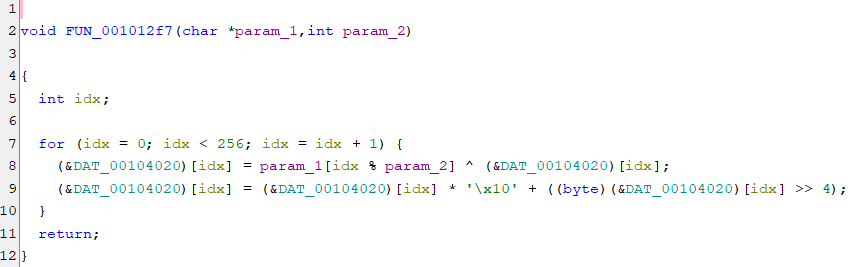 1
2 void FUN_001012f7(char *param_1,int param_2)
3
4 {
5   int idx;
6
7   for (idx = 0; idx < 256; idx = idx + 1) {
8     (&DAT_00104020)[idx] = param_1[idx % param_2] ^ (&DAT_00104020)[idx];
9     (&DAT_00104020)[idx] = (&DAT_00104020)[idx] * '\x10' + ((byte)(&DAT_00104020)[idx] >> 4);
10   }
11   return;
12 }